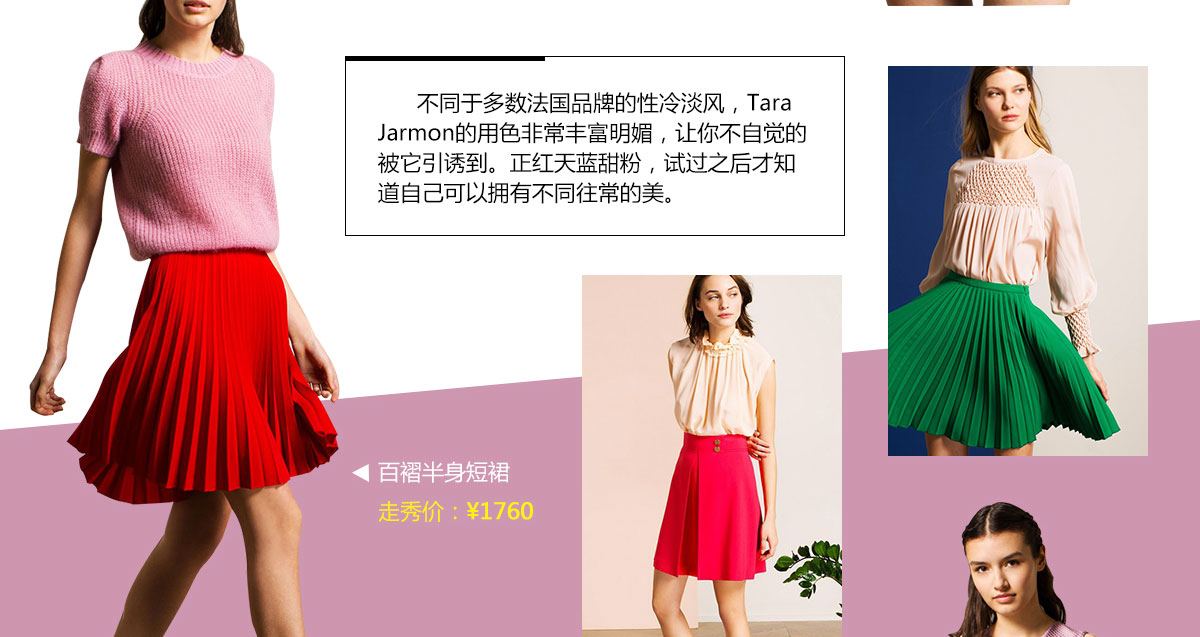 不同于多数法国品牌的性冷淡风，Tara
Jarmon的用色非常丰富明媚，让你不自觉的
被它引诱到。正红天蓝甜粉，试过之后才知
道自己可以拥有不同往常的美。
百褶半身短裙
走秀价：¥1760